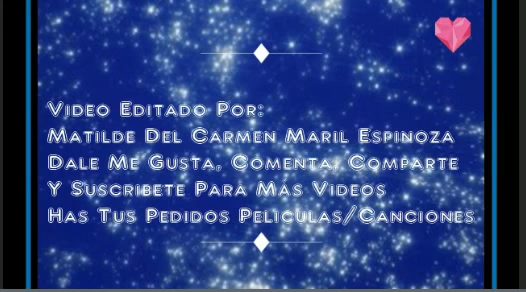 Video Editado Por:
Matilde Del Carmen Maril Espinoza
Dale Me Gusta, Comenta, Comparte
Y Suscribete Para Mas Videos
Has Tus Pedidos Peliculas/Canciones